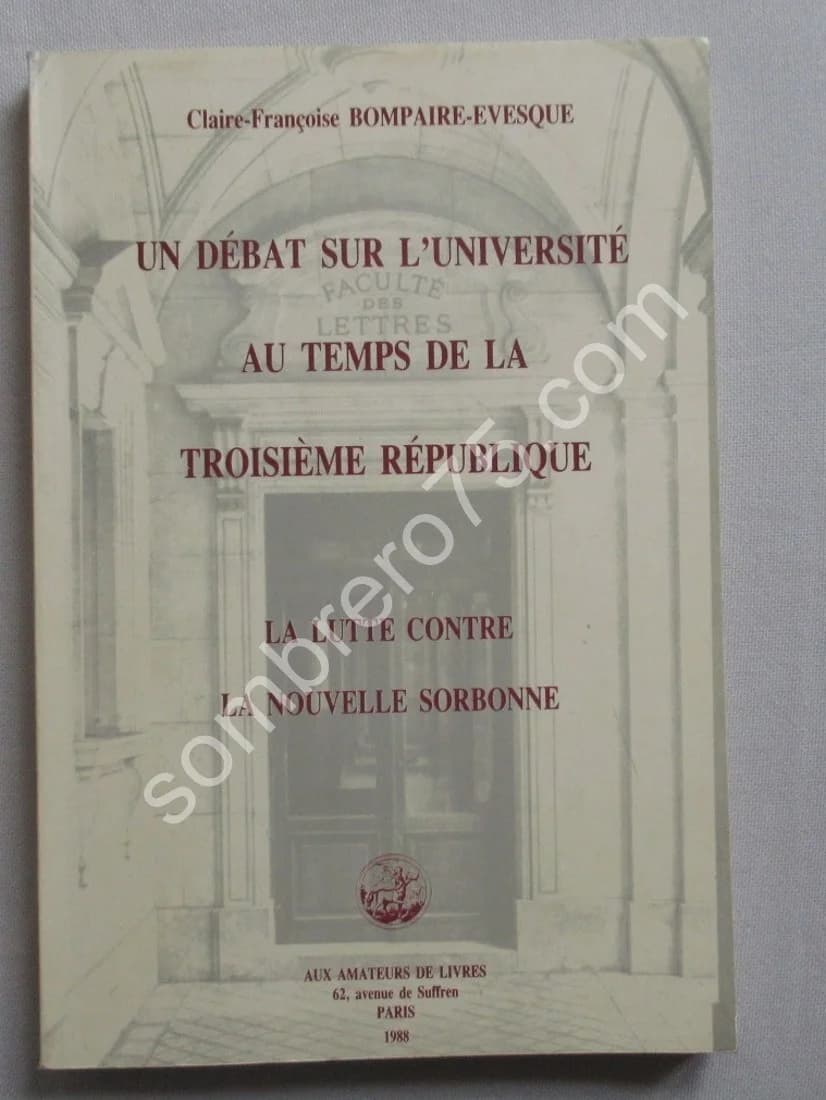 Claire-Françoise BOMPAIRE-EVESQUE
UN DÉBAT SUR L'UNIVERSITÉ
FACULTÉ
DES
LETTRES
AU TEMPS DE LA
TROISIÈME RÉPUBLIQUE
LA LUTTE CONTRE
LA NOUVELLE SORBONNE
AUX AMATEURS DE LIVRES
62, avenue de Suffren
PARIS
1988
sombrero75.com